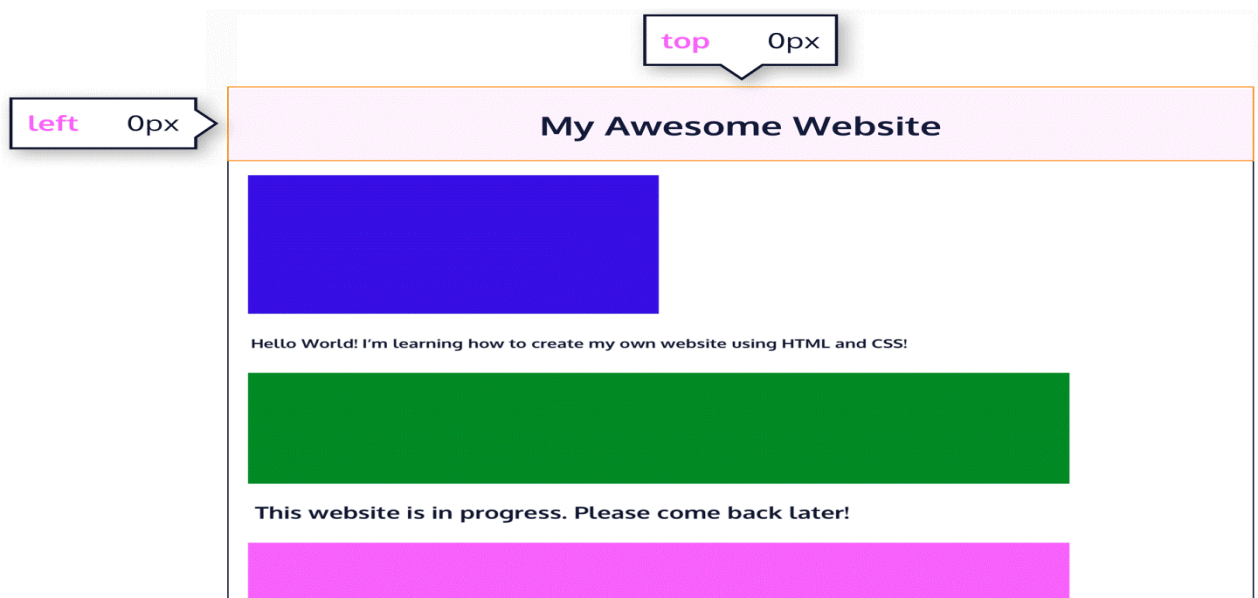 top 0px
left 0px
My Awesome Website
Hello World! I'm learning how to create my own website using HTML and CSS!
This website is in progress. Please come back later!